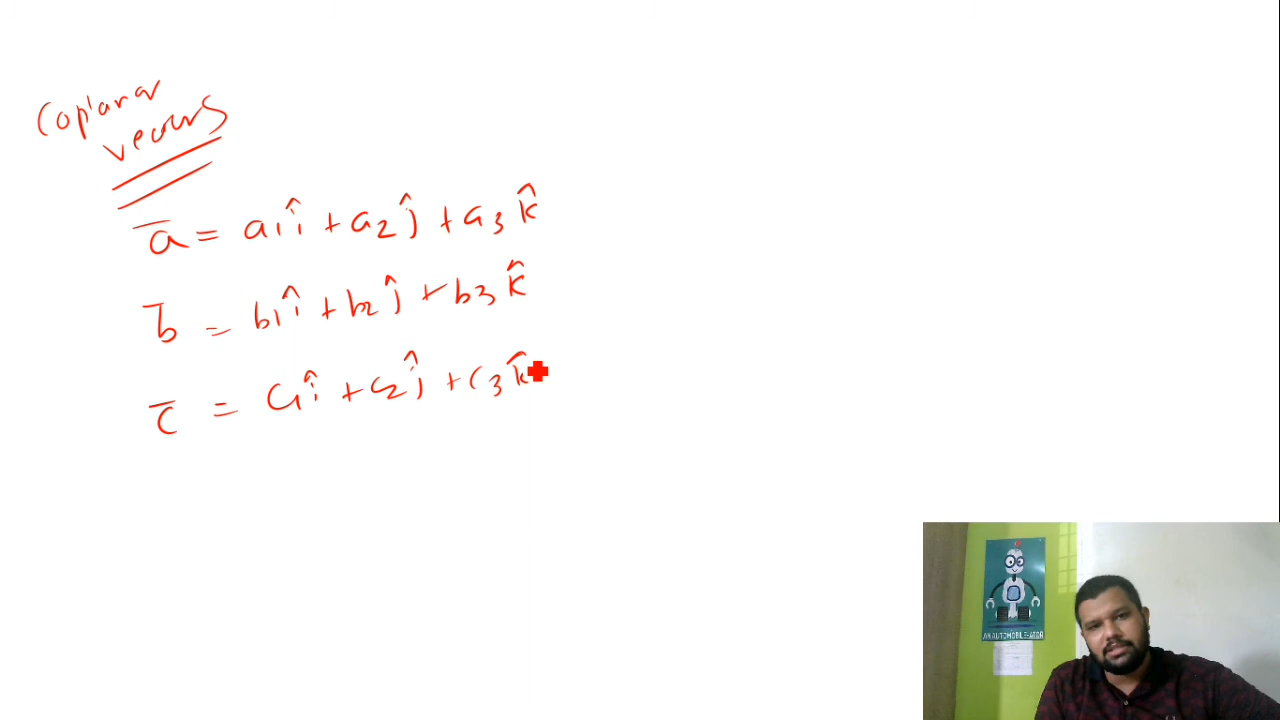 Coplanar
vectors
a̅ = a₁î + a₂ĵ + a₃k̂
b̅ = b₁î + b₂ĵ + b₃k̂
c̅ = c₁î + c₂ĵ + c₃k̂